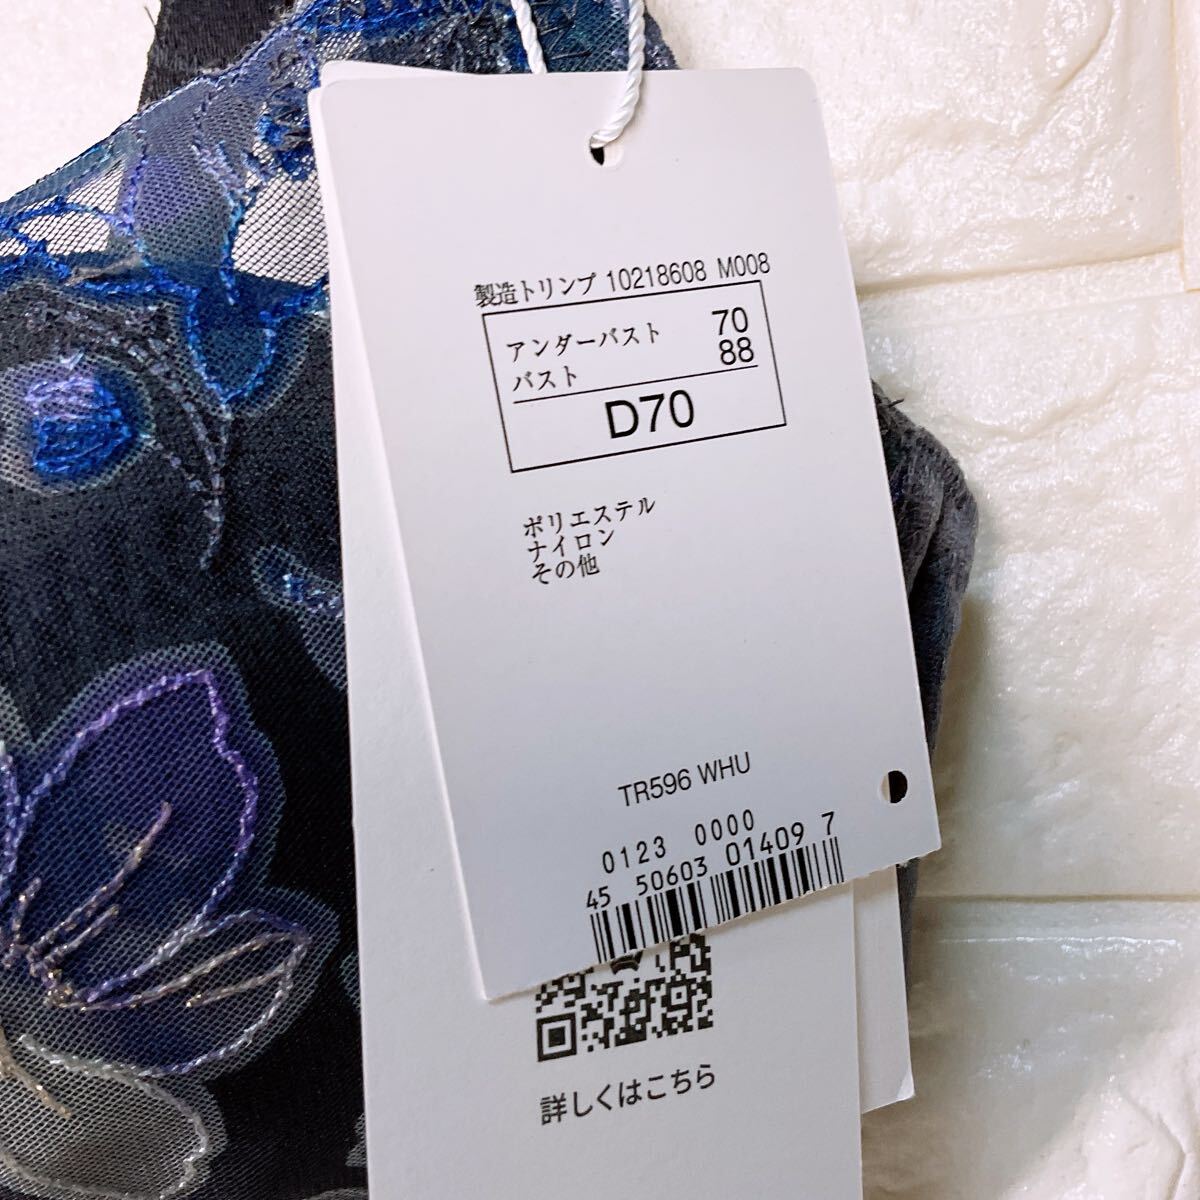 製造トリンプ 10218608 M008
アンダーバスト 70
バスト 88
D70
ポリエステル
ナイロン
その他
TR596 WHU
0123 0000
45 50603 01409 7
詳しくはこちら